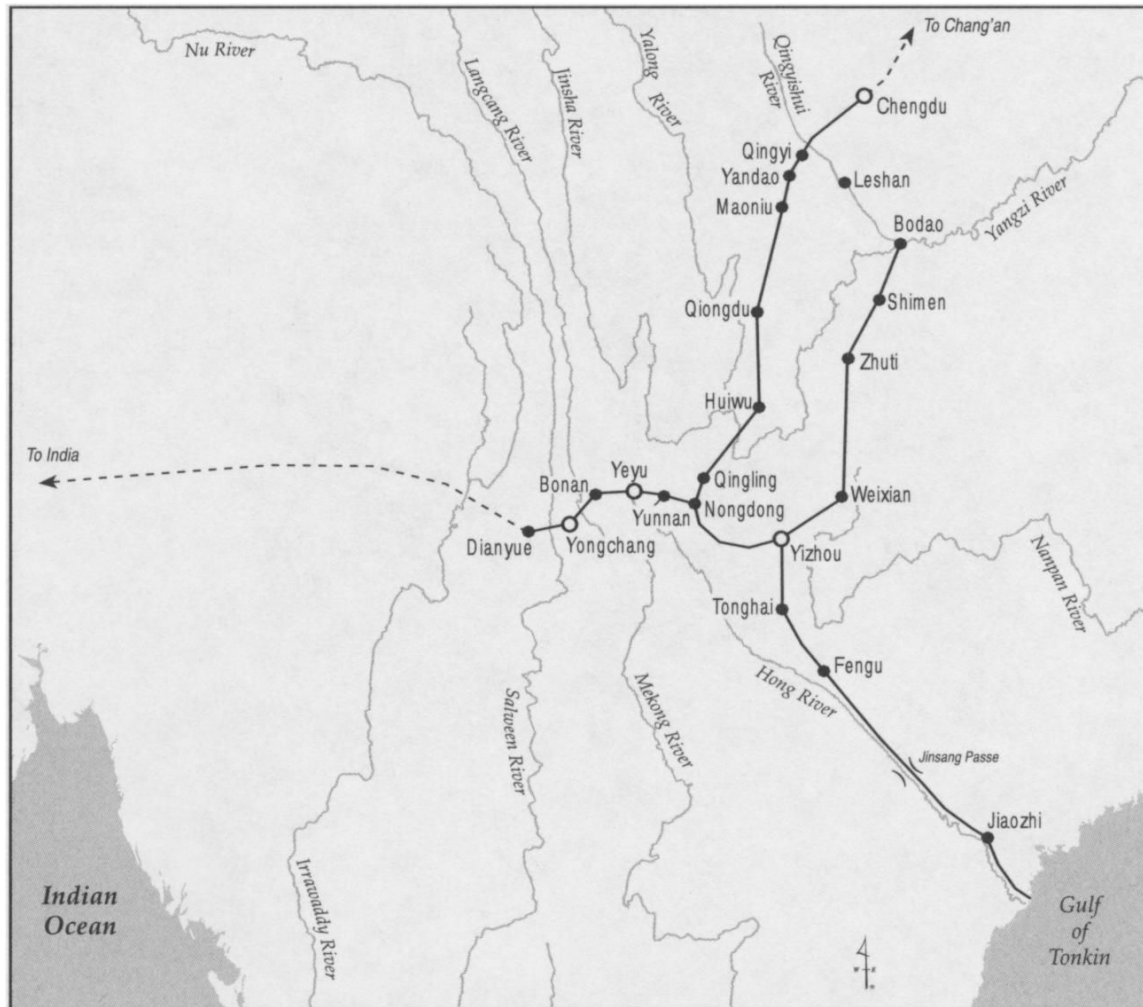 To Chang'an
Nu River
Langcang River
Jinsha River
Yalong
River
Qingyishui
River
Chengdu
Qingyi
Yandao
Leshan
Maoniu
Bodao
Yangzi River
Qiongdu
Shimen
Zhuti
Huiwu
To India
Yeyu
Qingling
Bonan
Yunnan
Nongdong
Weixian
Dianyue
Yongchang
Yizhou
Nanpan River
Tonghai
Fengu
Hong River
Salween River
Mekong River
Jinsang Passe
Jiaozhi
Irrawaddy River
Indian
Ocean
Gulf
of
Tonkin